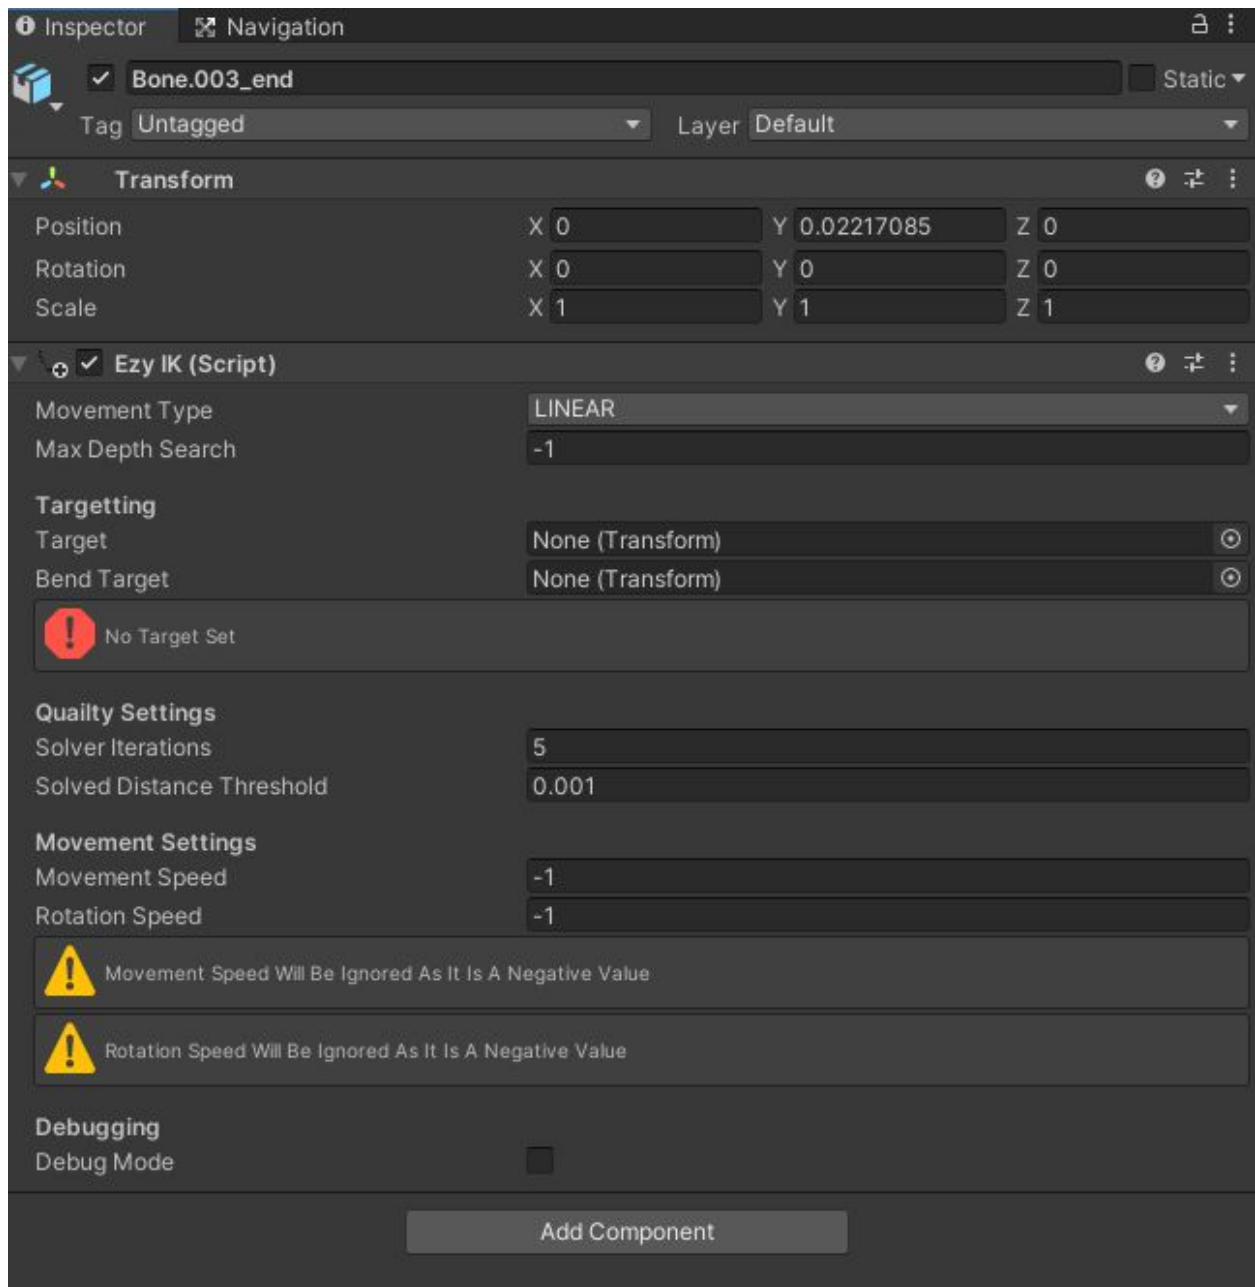 Inspector Navigation
Bone.003_end Static
Tag Untagged Layer Default
Transform
Position X 0 Y 0.02217085 Z 0
Rotation X 0 Y 0 Z 0
Scale X 1 Y 1 Z 1
Ezy IK (Script)
Movement Type LINEAR
Max Depth Search -1
Targetting
Target None (Transform)
Bend Target None (Transform)
No Target Set
Quailty Settings
Solver Iterations 5
Solved Distance Threshold 0.001
Movement Settings
Movement Speed -1
Rotation Speed -1
Movement Speed Will Be Ignored As It Is A Negative Value
Rotation Speed Will Be Ignored As It Is A Negative Value
Debugging
Debug Mode
Add Component